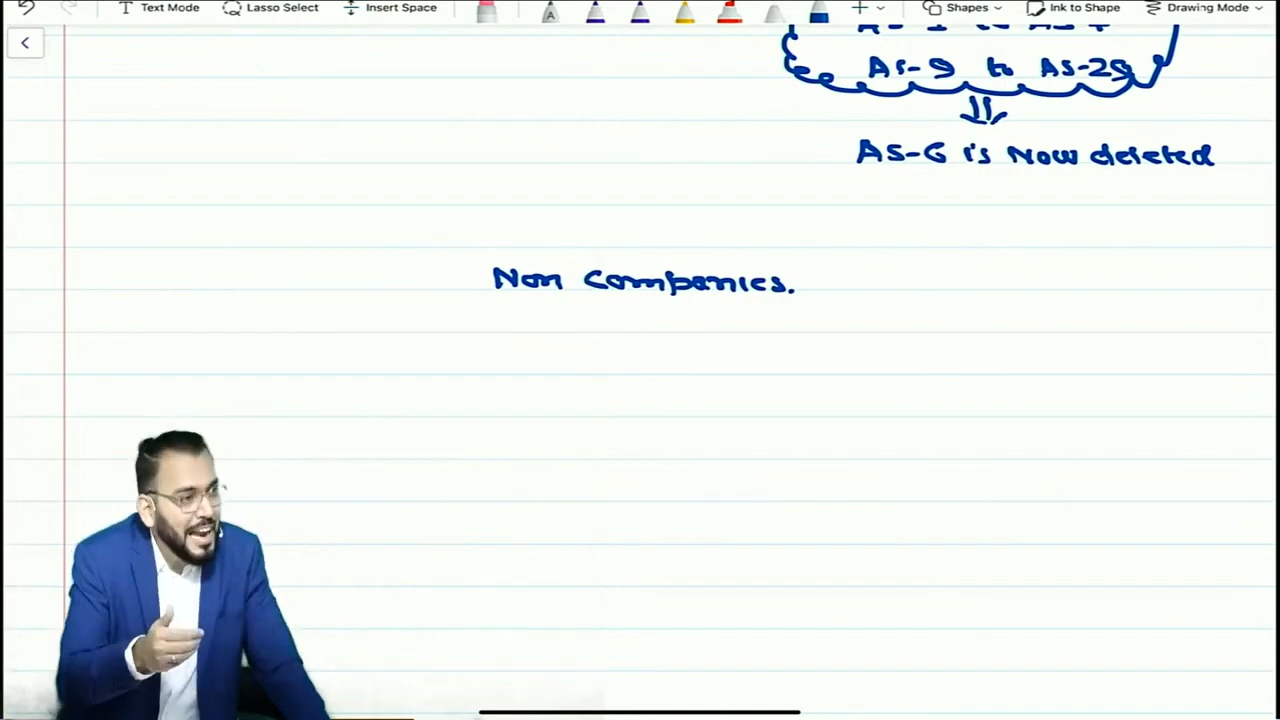 Text Mode Lasso Select Insert Space Shapes Ink to Shape Drawing Mode
AS-9 to AS-29
AS-6 is Now deleted
Non Companies.